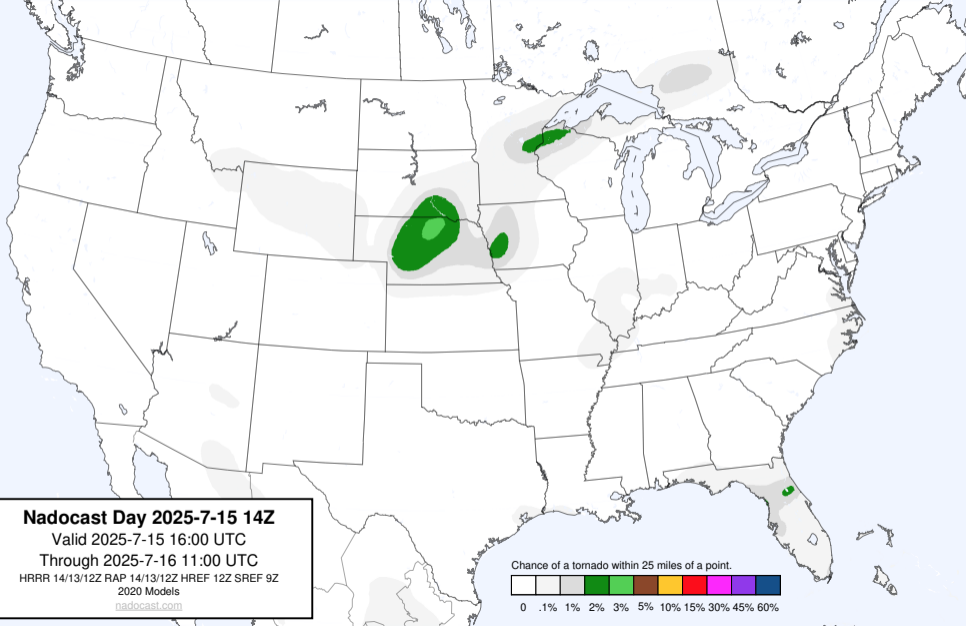 Nadocast Day 2025-7-15 14Z
Valid 2025-7-15 16:00 UTC
Through 2025-7-16 11:00 UTC
HRRR 14/13/12Z RAP 14/13/12Z HREF 12Z SREF 9Z
2020 Models
nadocast.com
Chance of a tornado within 25 miles of a point.
0 .1% 1% 2% 3% 5% 10% 15% 30% 45% 60%